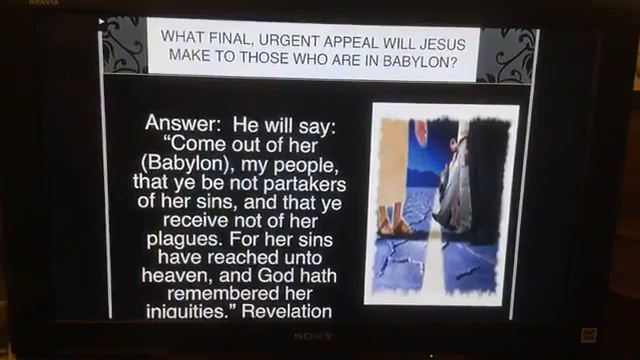 BRAVIA
WHAT FINAL, URGENT APPEAL WILL JESUS
MAKE TO THOSE WHO ARE IN BABYLON?
Answer: He will say:
“Come out of her
(Babylon), my people,
that ye be not partakers
of her sins, and that ye
receive not of her
plagues. For her sins
have reached unto
heaven, and God hath
remembered her
iniquities.” Revelation
SONY